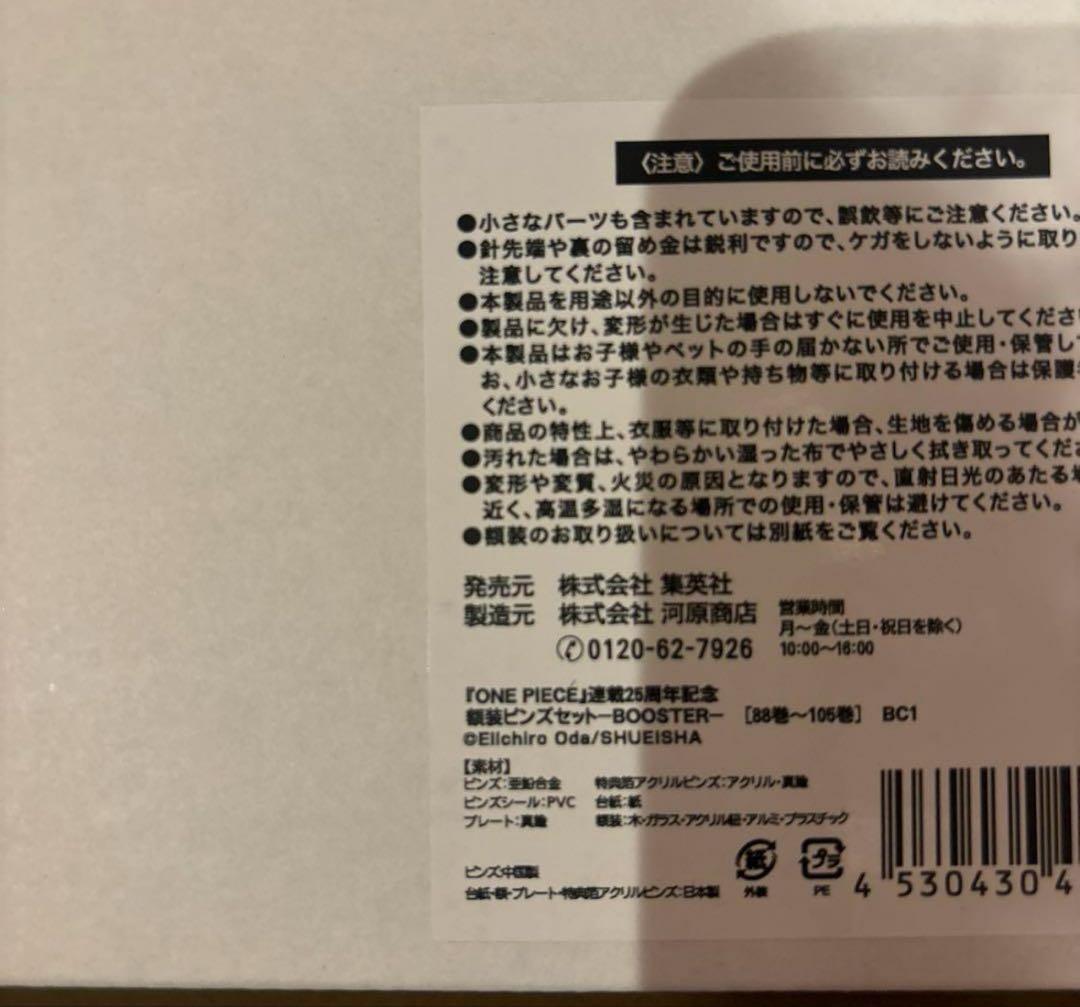 〈注意〉ご使用前に必ずお読みください。
●小さなパーツも含まれていますので、誤飲等にご注意ください。
●針先端や裏の留め金は鋭利ですので、ケガをしないように取り
注意してください。
●本製品を用途以外の目的に使用しないでください。
●製品に欠け、変形が生じた場合はすぐに使用を中止してくださ
●本製品はお子様やペットの手の届かない所でご使用・保管して
お、小さなお子様の衣類や持ち物等に取り付ける場合は保護
ください。
●商品の特性上、衣服等に取り付けた場合、生地を傷める場合が
●汚れた場合は、やわらかい湿った布でやさしく拭き取ってくだ
●変形や変質、火災の原因となりますので、直射日光のあたる
近く、高温多湿になる場所での使用・保管は避けてください。
●額装のお取り扱いについては別紙をご覧ください。
発売元 株式会社 集英社
製造元 株式会社 河原商店
営業時間
月〜金(土日・祝日を除く)
0120-62-7926 10:00〜16:00
『ONE PIECE』連載25周年記念
額装ピンズセット−BOOSTER− [88巻〜105巻] BC1
©Eiichiro Oda/SHUEISHA
【素材】
ピンズ:亜鉛合金 特典箔アクリルピンズ:アクリル・真鍮
ピンズシール:PVC 台紙:紙
プレート:真鍮 額装:木・ガラス・アクリル・アルミ・プラスチック
ピンズ:中国製
台紙・額・プレート・特典箔アクリルピンズ:日本製
紙 外装
プラ PE
4 530430 4